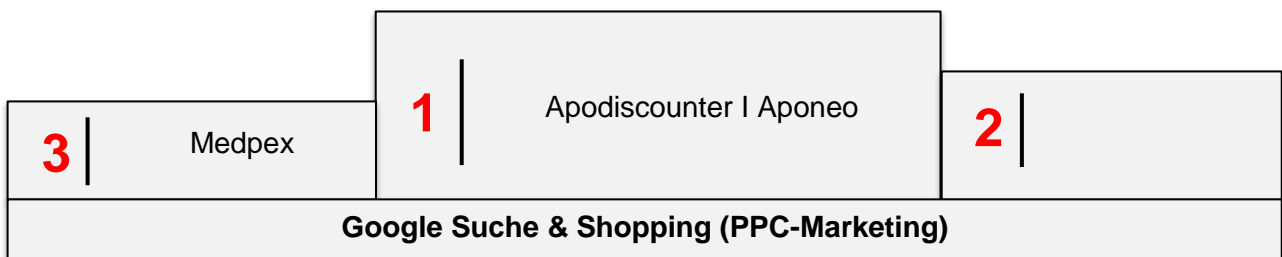 1
Apodiscounter I Aponeo
2
3
Medpex
Google Suche & Shopping (PPC-Marketing)